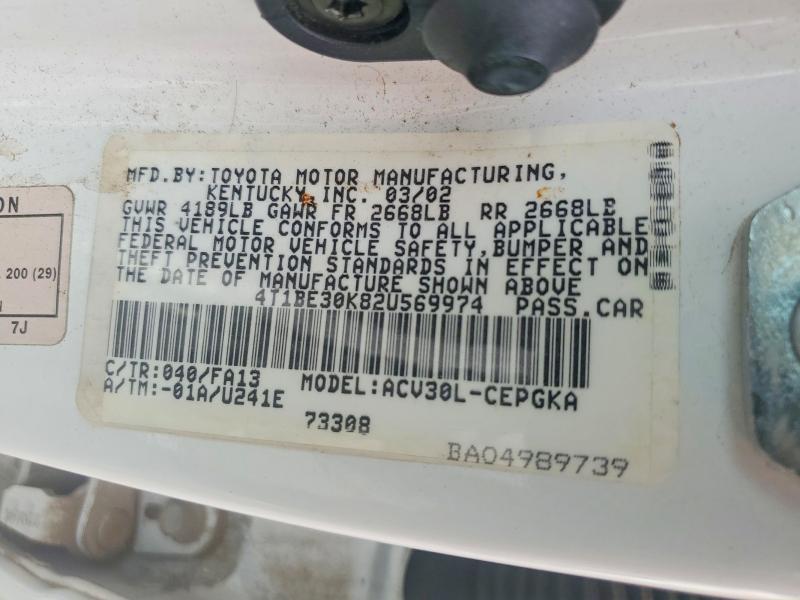 ON
200 (29)
7J
MFD.BY:TOYOTA MOTOR MANUFACTURING,
KENTUCKY, INC. 03/02
GVWR 4189LB GAWR FR 2668LB RR 2668LB
THIS VEHICLE CONFORMS TO ALL APPLICABLE
FEDERAL MOTOR VEHICLE SAFETY,BUMPER AND
THEFT PREVENTION STANDARDS IN EFFECT ON
THE DATE OF MANUFACTURE SHOWN ABOVE
4T1BE30K82U569974 PASS.CAR
C/TR:040/FA13 MODEL:ACV30L-CEPGKA
A/TM:-01A/U241E
73308
BA04989739